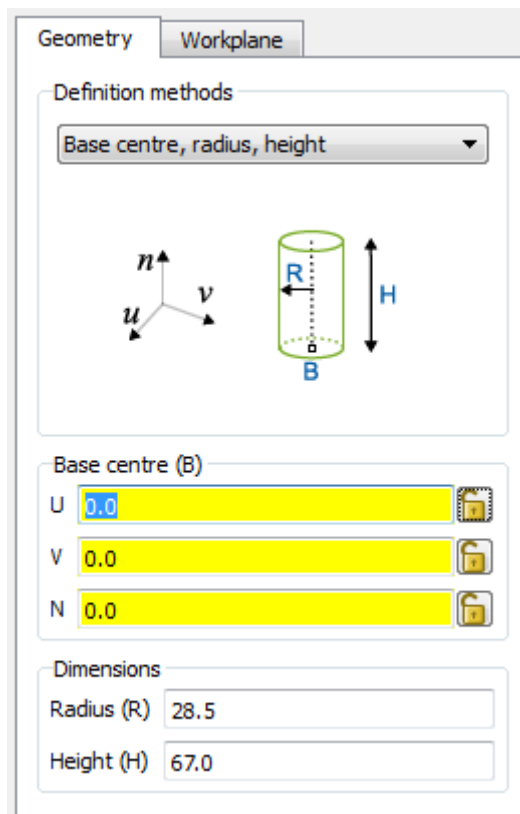 Geometry Workplane
Definition methods
Base centre, radius, height
n
v
u
R
H
B
Base centre (B)
U 0.0
V 0.0
N 0.0
Dimensions
Radius (R) 28.5
Height (H) 67.0